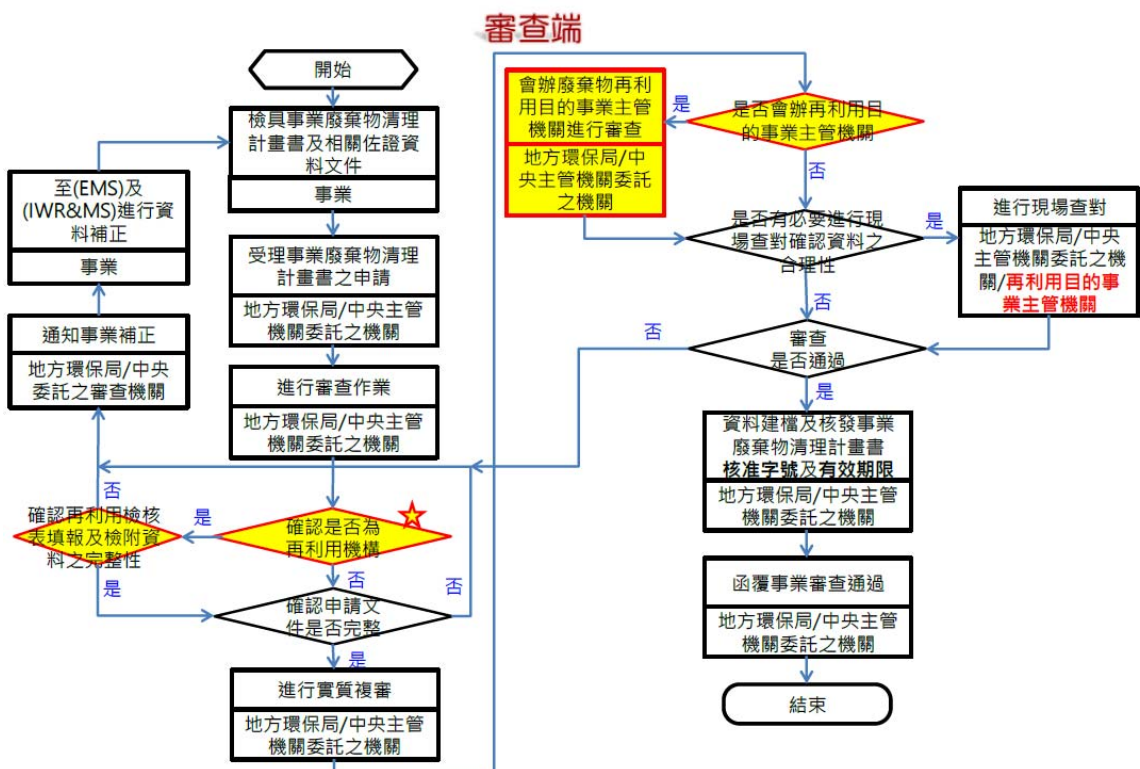 審查端
開始
檢具事業廢棄物清理
計畫書及相關佐證資
料文件
事業
受理事業廢棄物清理
計畫書之申請
地方環保局/中央主管
機關委託之機關
進行審查作業
地方環保局/中央主管
機關委託之機關
確認是否為
再利用機構
是
否
確認再利用檢核
表填報及檢附資
料之完整性
否
是
確認申請文
件是否完整
否
是
通知事業補正
地方環保局/中央
委託之審查機關
至(EMS)及
(IWR&MS)進行資
料補正
事業
進行實質複審
地方環保局/中央主管
機關委託之機關
是否會辦再利用目
的事業主管機關
是
否
會辦廢棄物再利
用目的事業主管
機關進行審查
地方環保局/中
央主管機關委託
之機關
是否有必要進行現
場查對確認資料之
合理性
是
否
進行現場查對
地方環保局/中央
主管機關委託之機
關/再利用目的事
業主管機關
審查
是否通過
否
是
資料建檔及核發事業
廢棄物清理計畫書
核准字號及有效期限
地方環保局/中央主管
機關委託之機關
函覆事業審查通過
地方環保局/中央主管
機關委託之機關
結束